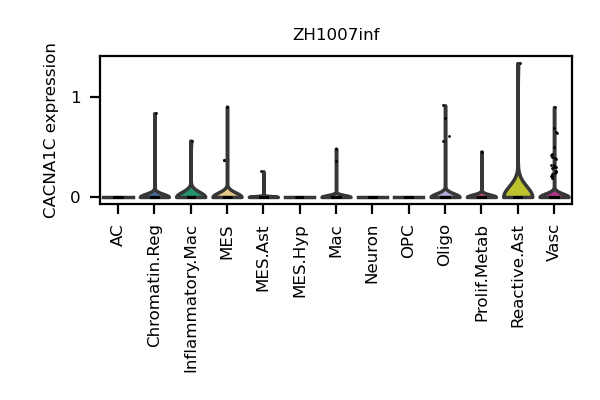 ZH1007inf
CACNA1C expression
1
0
AC
Chromatin.Reg
Inflammatory.Mac
MES
MES.Ast
MES.Hyp
Mac
Neuron
OPC
Oligo
Prolif.Metab
Reactive.Ast
Vasc